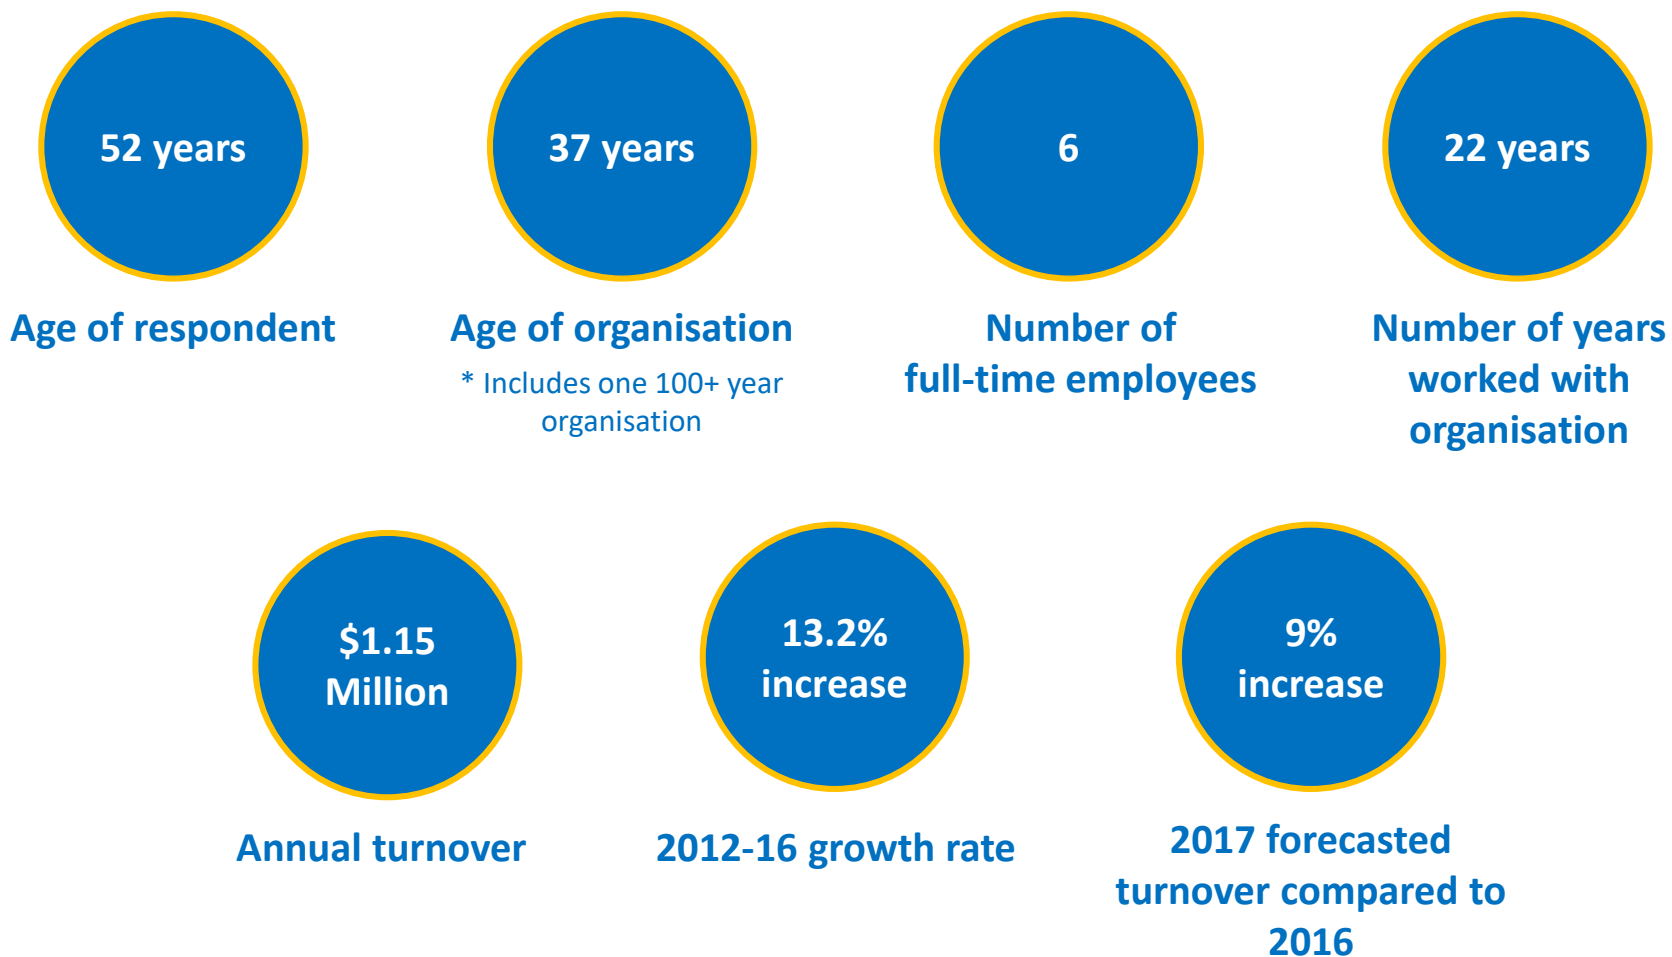 52 years
37 years
6
22 years
Age of respondent
Age of organisation
* Includes one 100+ year
organisation
Number of
full-time employees
Number of years
worked with
organisation
$1.15
Million
13.2%
increase
9%
increase
Annual turnover
2012-16 growth rate
2017 forecasted
turnover compared to
2016